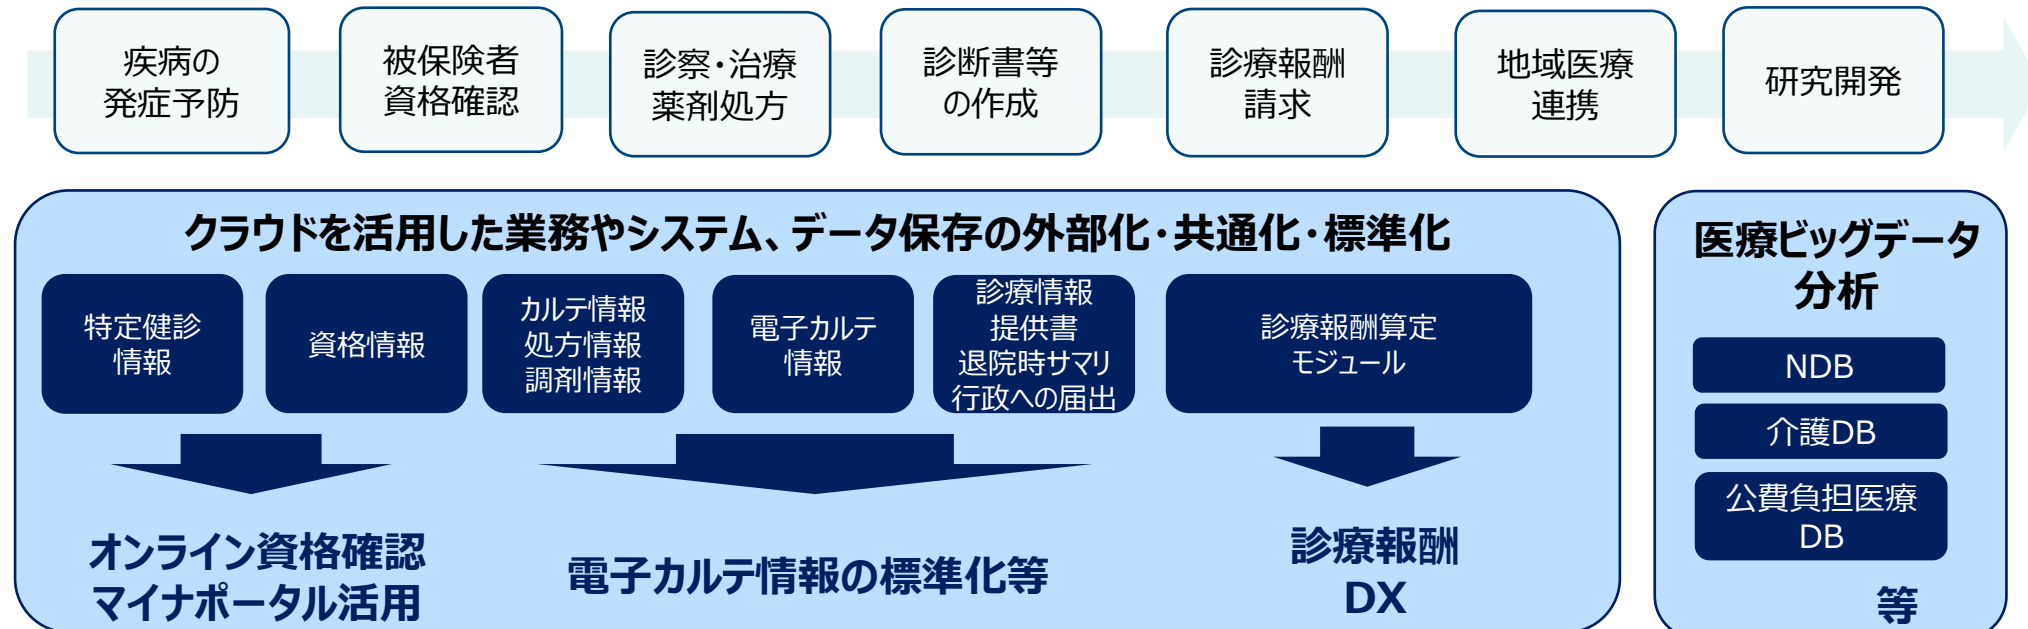 疾病の
発症予防
被保険者
資格確認
診察・治療
薬剤処方
診断書等
の作成
診療報酬
請求
地域医療
連携
研究開発
クラウドを活用した業務やシステム、データ保存の外部化・共通化・標準化
特定健診
情報
資格情報
カルテ情報
処方情報
調剤情報
電子カルテ
情報
診療情報
提供書
退院時サマリ
行政への届出
診療報酬算定
モジュール
オンライン資格確認
マイナポータル活用
電子カルテ情報の標準化等
診療報酬
DX
医療ビッグデータ
分析
NDB
介護DB
公費負担医療
DB
等